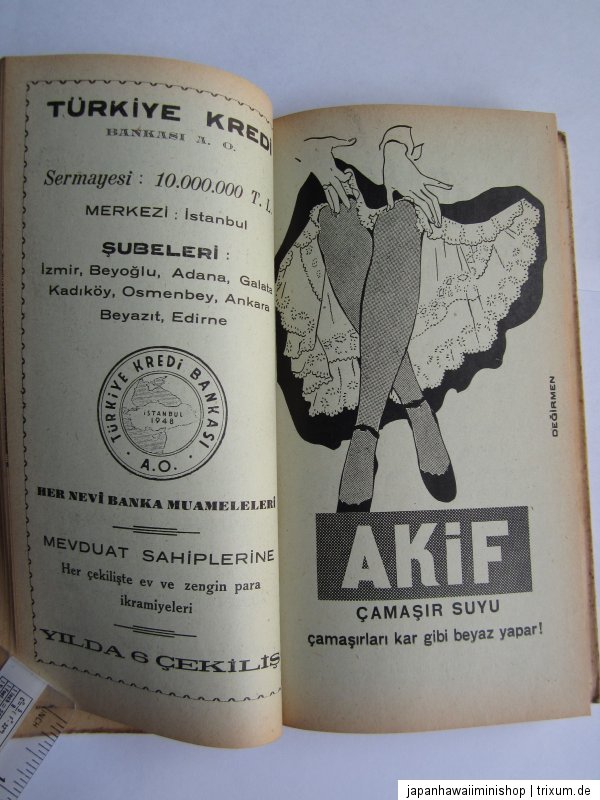 TÜRKİYE KREDİ
BANKASI A. O.
Sermayesi : 10.000.000 T. L.
MERKEZİ : İstanbul
ŞUBELERİ :
İzmir, Beyoğlu, Adana, Galata
Kadıköy, Osmenbey, Ankara
Beyazıt, Edirne
TÜRKİYE KREDİ BANKASI
İSTANBUL
1948
A.O.
HER NEVİ BANKA MUAMELELERİ
MEVDUAT SAHİPLERİNE
Her çekilişte ev ve zengin para
ikramiyeleri
YILDA 6 ÇEKİLİŞ
DEĞİRMEN
AKİF
ÇAMAŞIR SUYU
çamaşırları kar gibi beyaz yapar!
INCH
1
japanhawaiiminishop | trixum.de